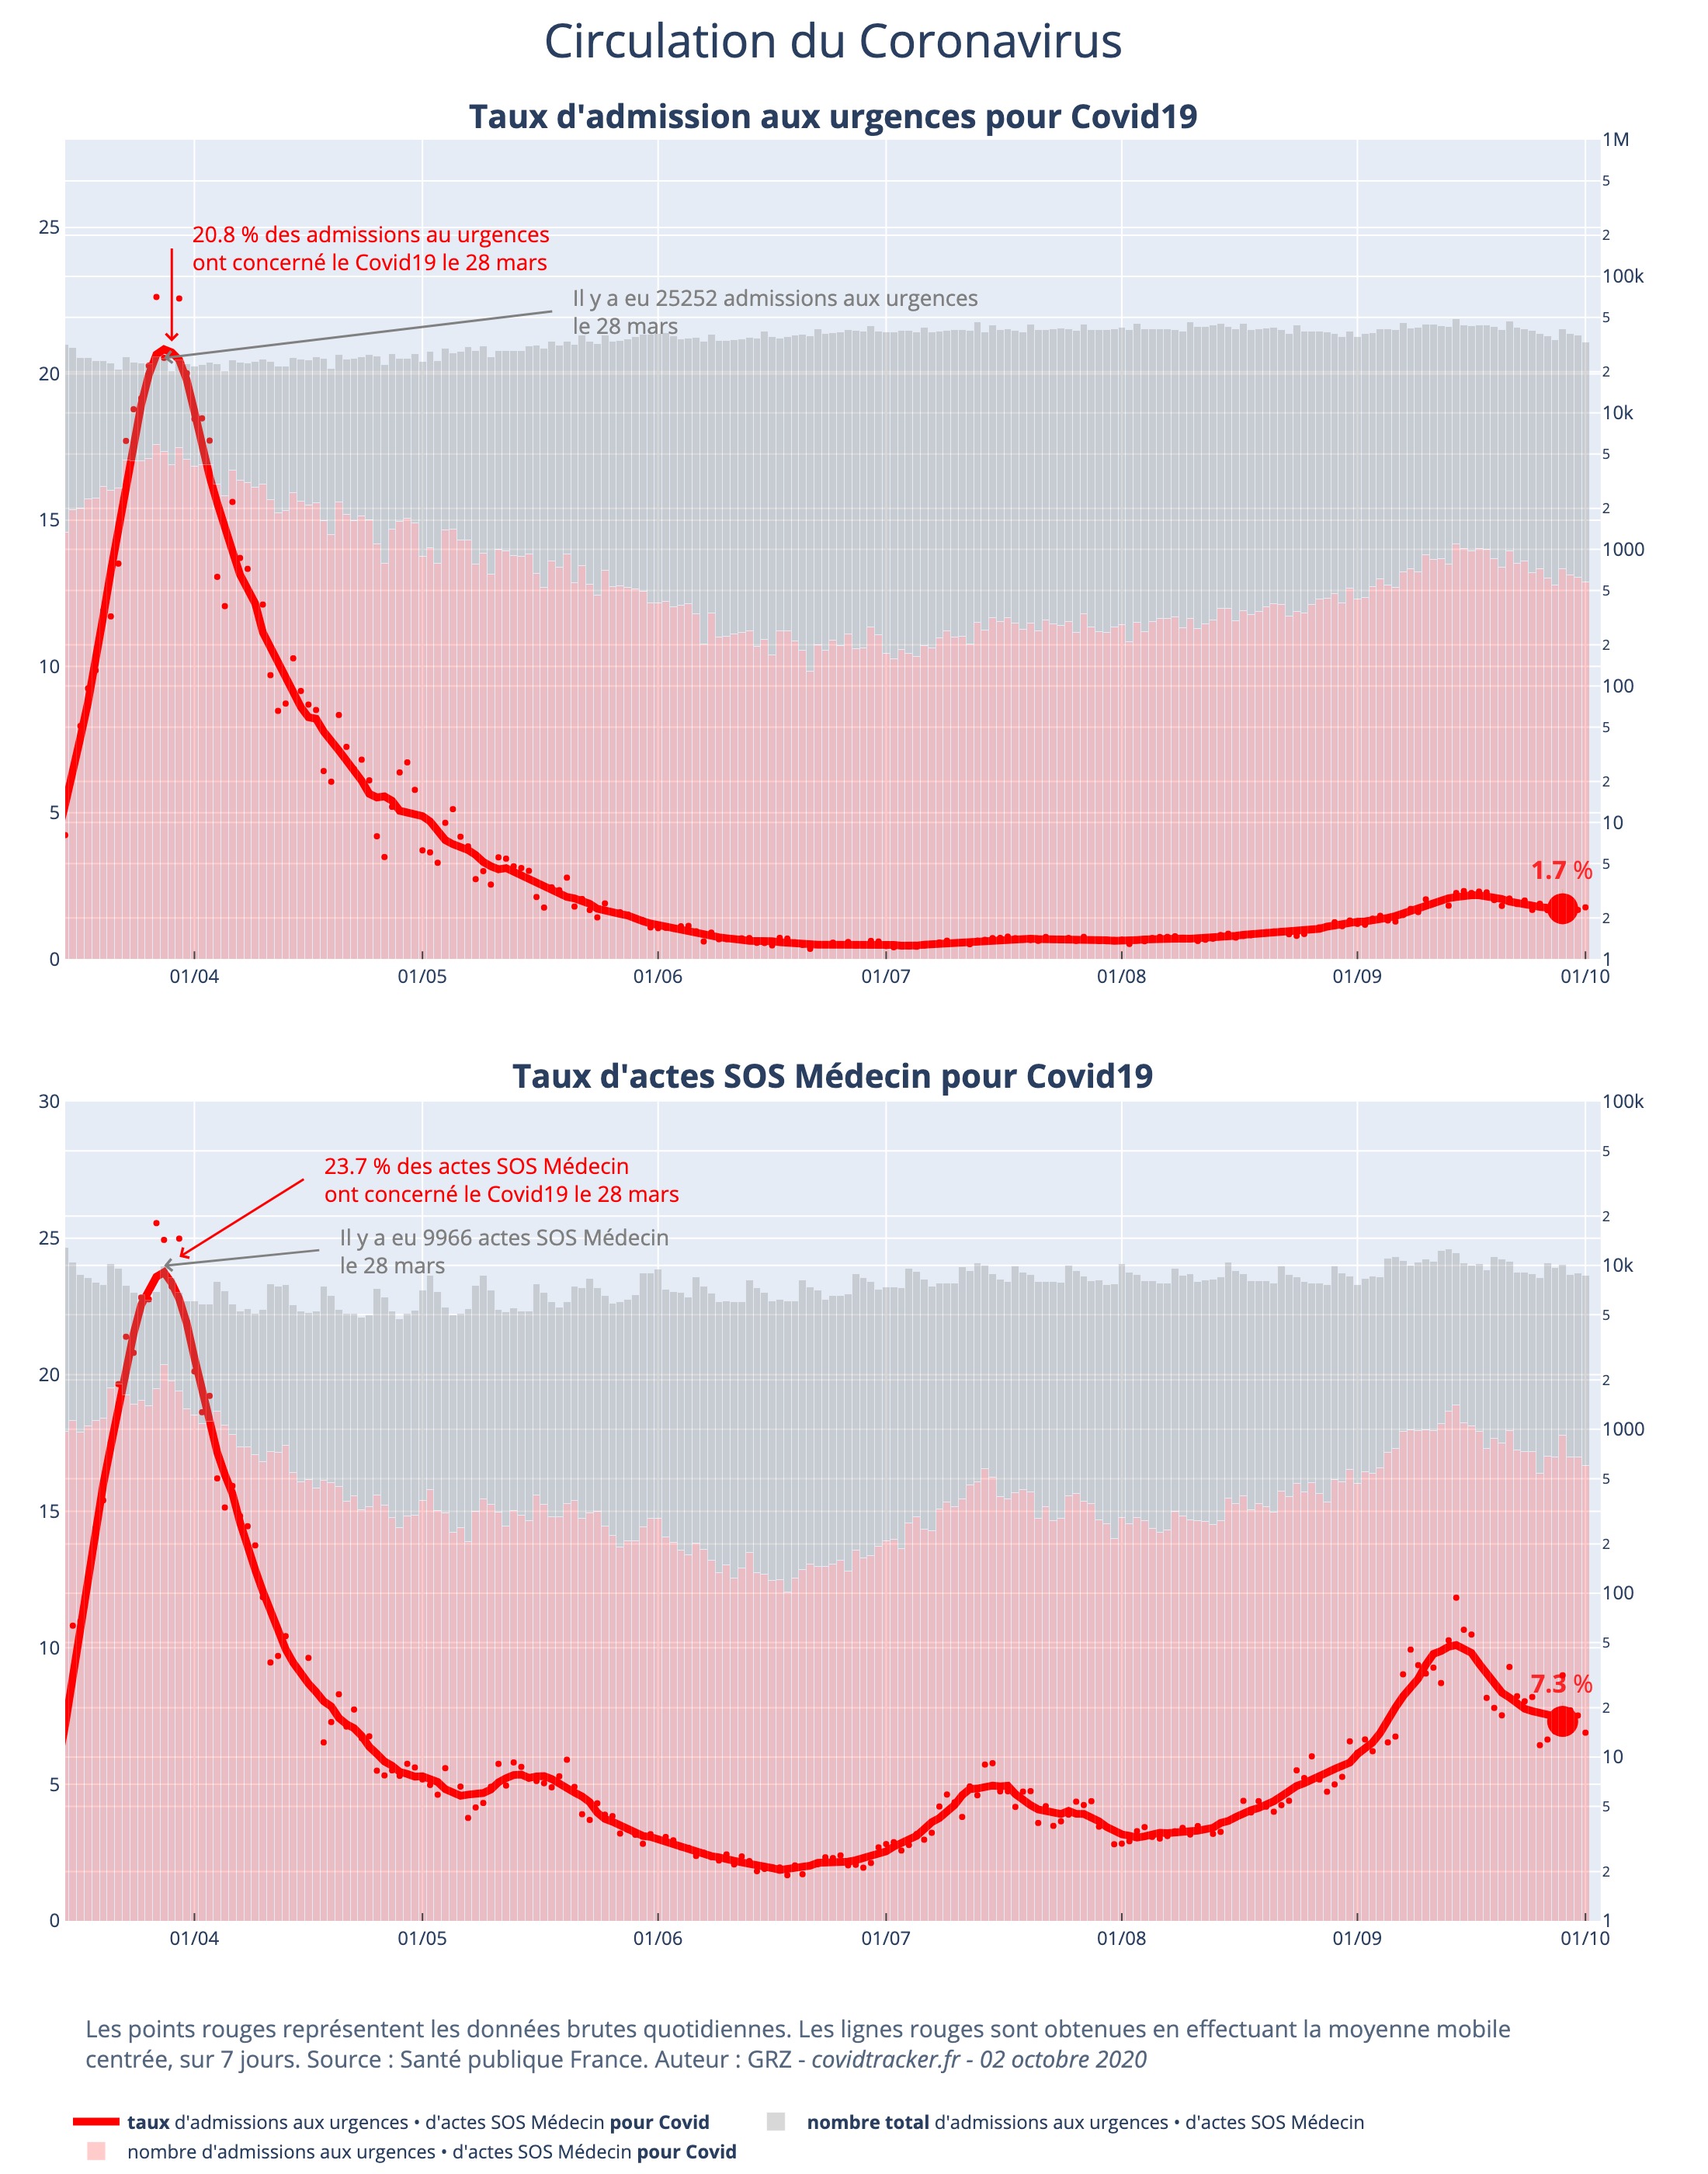 Circulation du Coronavirus
Taux d'admission aux urgences pour Covid19
1M
5
25
20.8 % des admissions au urgences
2
ont concerné le Covid19 le 28 mars
100k
Il y a eu 25252 admissions aux urgences
5
le 28 mars
20
2
10k
5
15
2
1000
5
2
10
100
5
2
5
10
1.7 %
5
2
0
1
01/04
01/05
01/06
01/07
01/08
01/09
01/10
Taux d'actes SOS Médecin pour Covid19
30
100k
5
23.7 % des actes SOS Médecin
ont concerné le Covid19 le 28 mars
2
25
Il y a eu 9966 actes SOS Médecin
le 28 mars
10k
5
20
2
1000
5
15
2
100
10
5
7.3 %
2
10
5
5
2
0
1
01/04
01/05
01/06
01/07
01/08
01/09
01/10
Les points rouges représentent les données brutes quotidiennes. Les lignes rouges sont obtenues en effectuant la moyenne mobile
centrée, sur 7 jours. Source : Santé publique France. Auteur : GRZ - covidtracker.fr - 02 octobre 2020
taux d'admissions aux urgences • d'actes SOS Médecin pour Covid
nombre total d'admissions aux urgences • d'actes SOS Médecin
nombre d'admissions aux urgences • d'actes SOS Médecin pour Covid